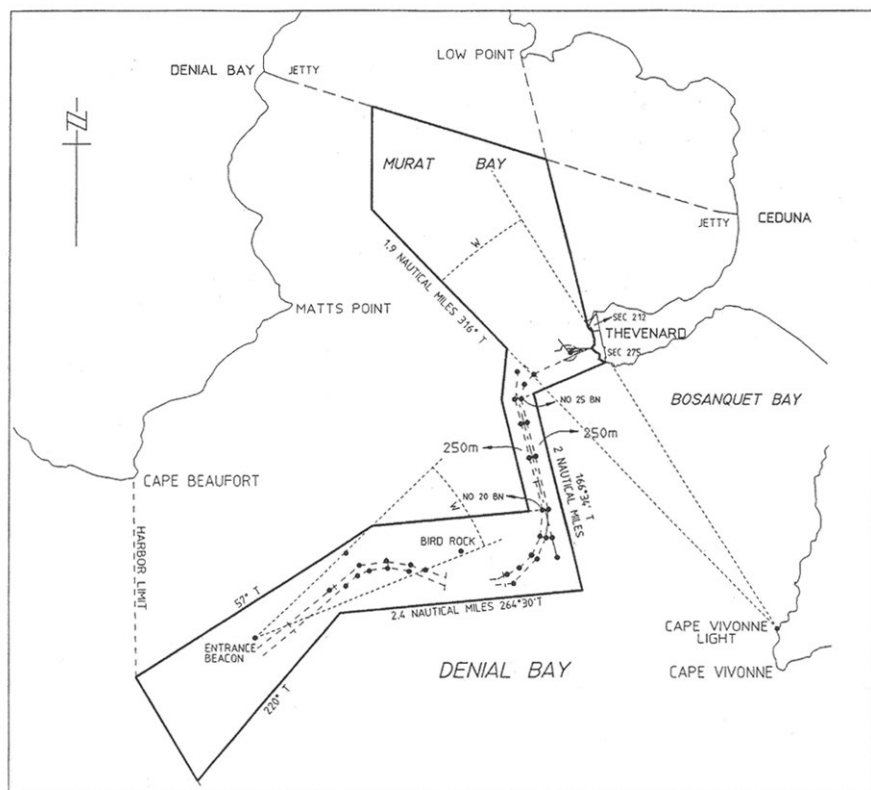 LOW POINT
DENIAL BAY
JETTY
N
MURAT BAY
JETTY
CEDUNA
W
1.9 NAUTICAL MILES 316° T
MATTS POINT
SEC 212
THEVENARD
SEC 275
NO 25 BN
BOSANQUET BAY
250m
250m
CAPE BEAUFORT
166°34' T
2 NAUTICAL MILES
NO 20 BN
W
BIRD ROCK
HARBOR LIMIT
57° T
2.4 NAUTICAL MILES 264°30'T
ENTRANCE
BEACON
CAPE VIVONNE
LIGHT
DENIAL BAY
CAPE VIVONNE
220° T